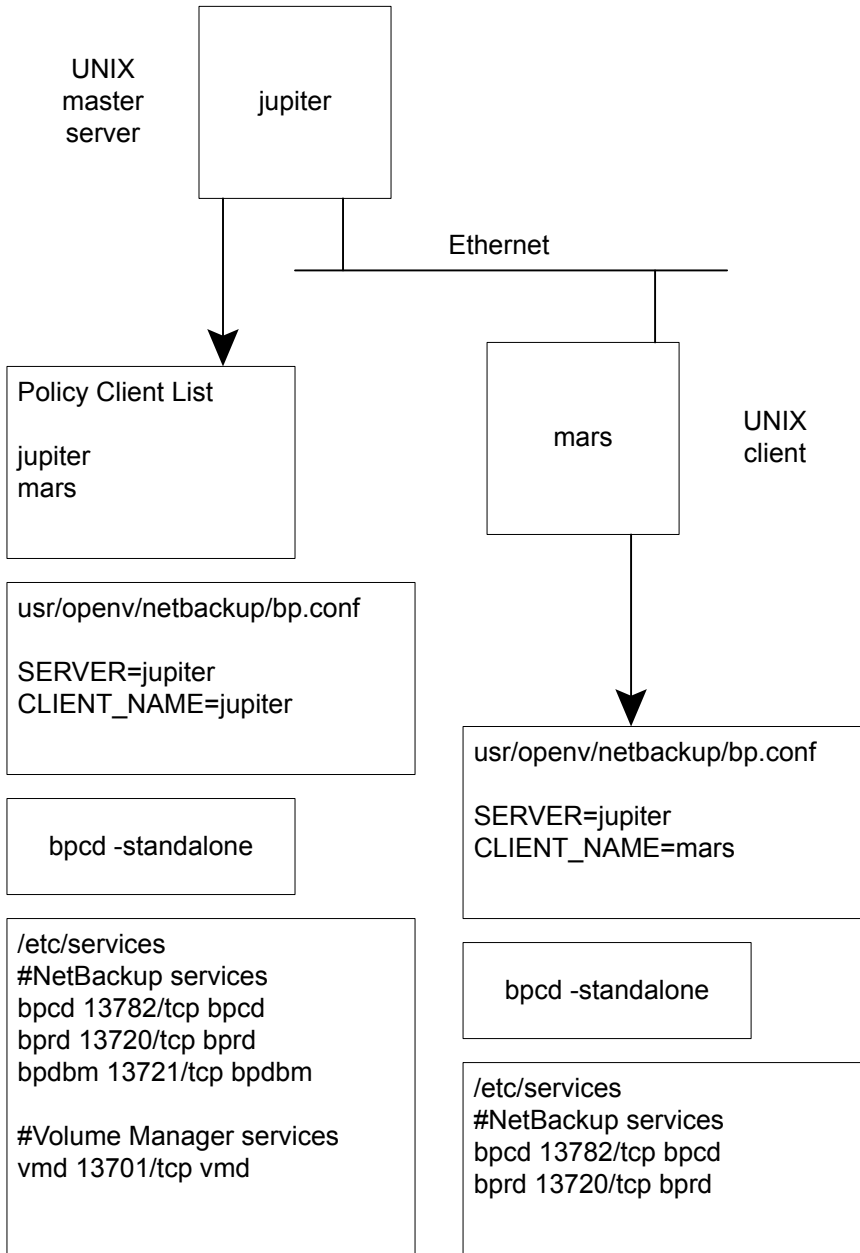 UNIX
master
server
jupiter
Ethernet
Policy Client List
jupiter
mars
mars
UNIX
client
usr/openv/netbackup/bp.conf
SERVER=jupiter
CLIENT_NAME=jupiter
usr/openv/netbackup/bp.conf
SERVER=jupiter
CLIENT_NAME=mars
bpcd -standalone
bpcd -standalone
/etc/services
#NetBackup services
bpcd 13782/tcp bpcd
bprd 13720/tcp bprd
bpdbm 13721/tcp bpdbm
#Volume Manager services
vmd 13701/tcp vmd
/etc/services
#NetBackup services
bpcd 13782/tcp bpcd
bprd 13720/tcp bprd